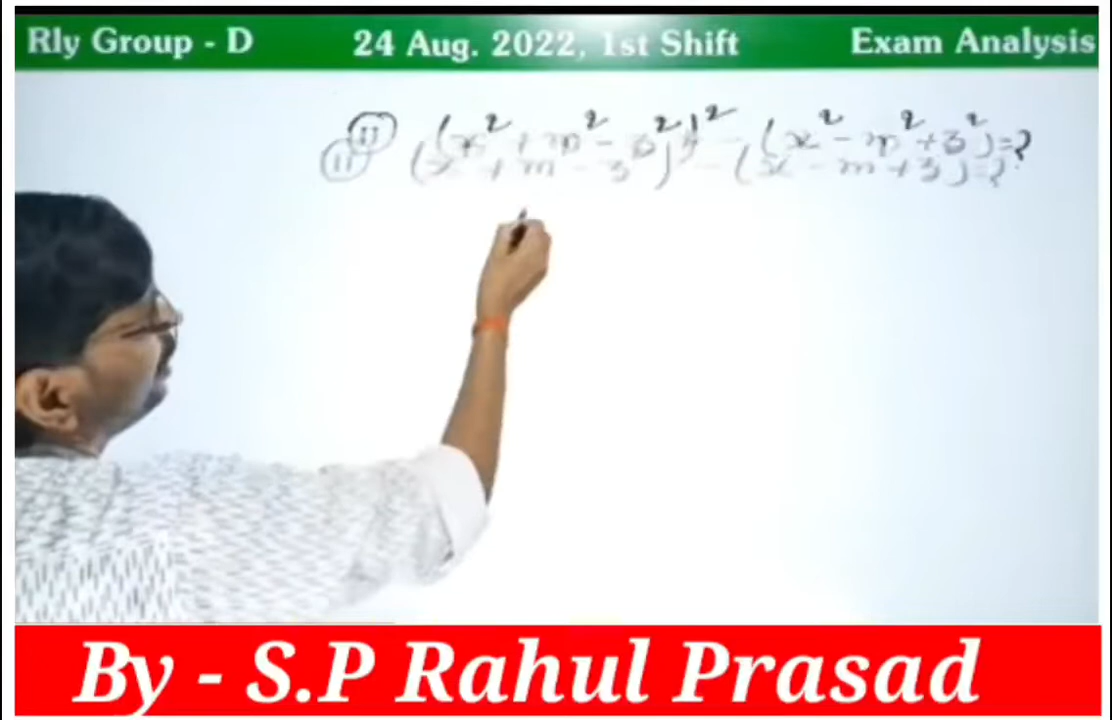 Rly Group - D 24 Aug. 2022, 1st Shift Exam Analysis
(11) (x² + m² - 3²)² - (x² - m² + 3²)=?
By - S.P Rahul Prasad